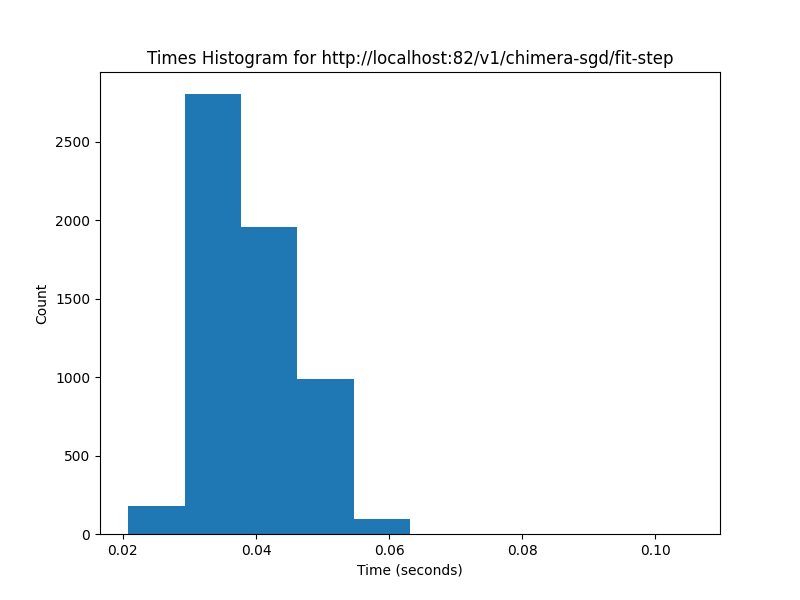 Times Histogram for http://localhost:82/v1/chimera-sgd/fit-step
2500
2000
1500
1000
500
0
Count
0.02 0.04 0.06 0.08 0.10
Time (seconds)